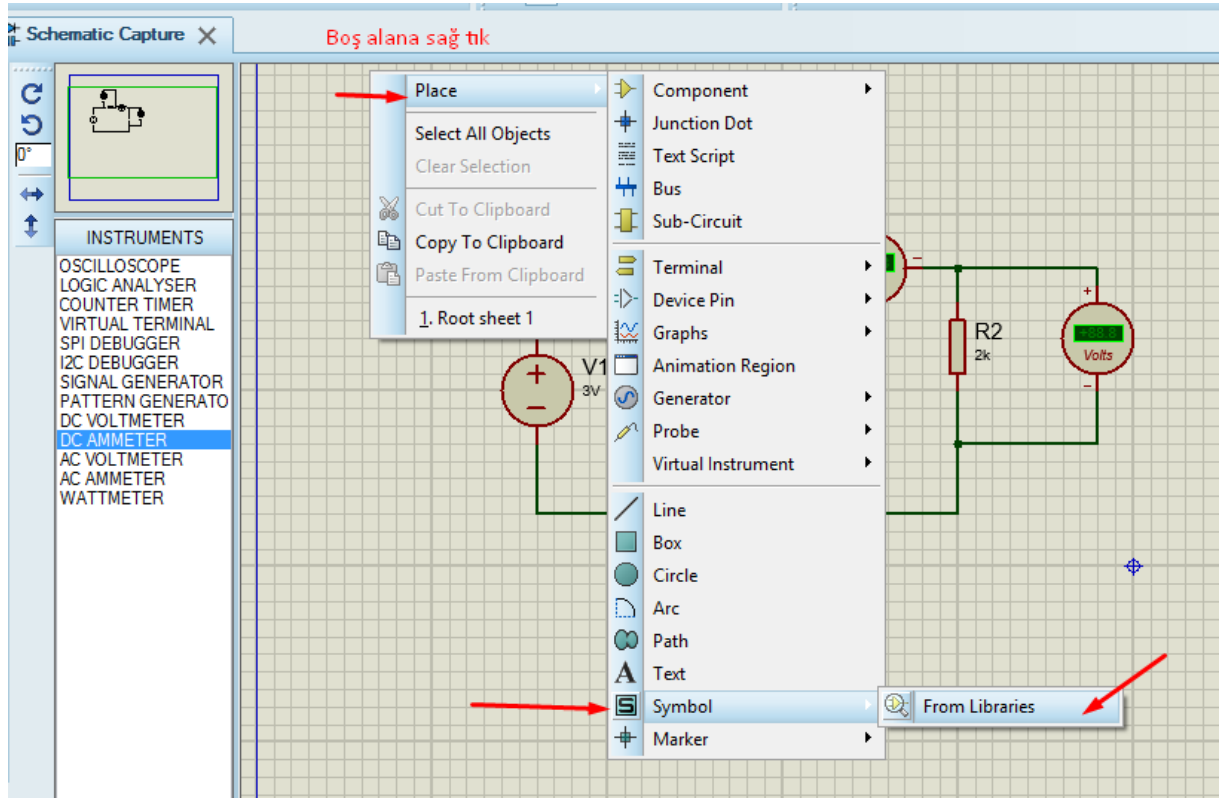 Schematic Capture
Boş alana sağ tık
0°
INSTRUMENTS
OSCILLOSCOPE
LOGIC ANALYSER
COUNTER TIMER
VIRTUAL TERMINAL
SPI DEBUGGER
I2C DEBUGGER
SIGNAL GENERATOR
PATTERN GENERATO
DC VOLTMETER
DC AMMETER
AC VOLTMETER
AC AMMETER
WATTMETER
Place
Select All Objects
Clear Selection
Cut To Clipboard
Copy To Clipboard
Paste From Clipboard
1. Root sheet 1
Component
Junction Dot
Text Script
Bus
Sub-Circuit
Terminal
Device Pin
Graphs
Animation Region
Generator
Probe
Virtual Instrument
Line
Box
Circle
Arc
Path
Text
Symbol
Marker
From Libraries
V1
3V
R2
2k
+88.8
Volts